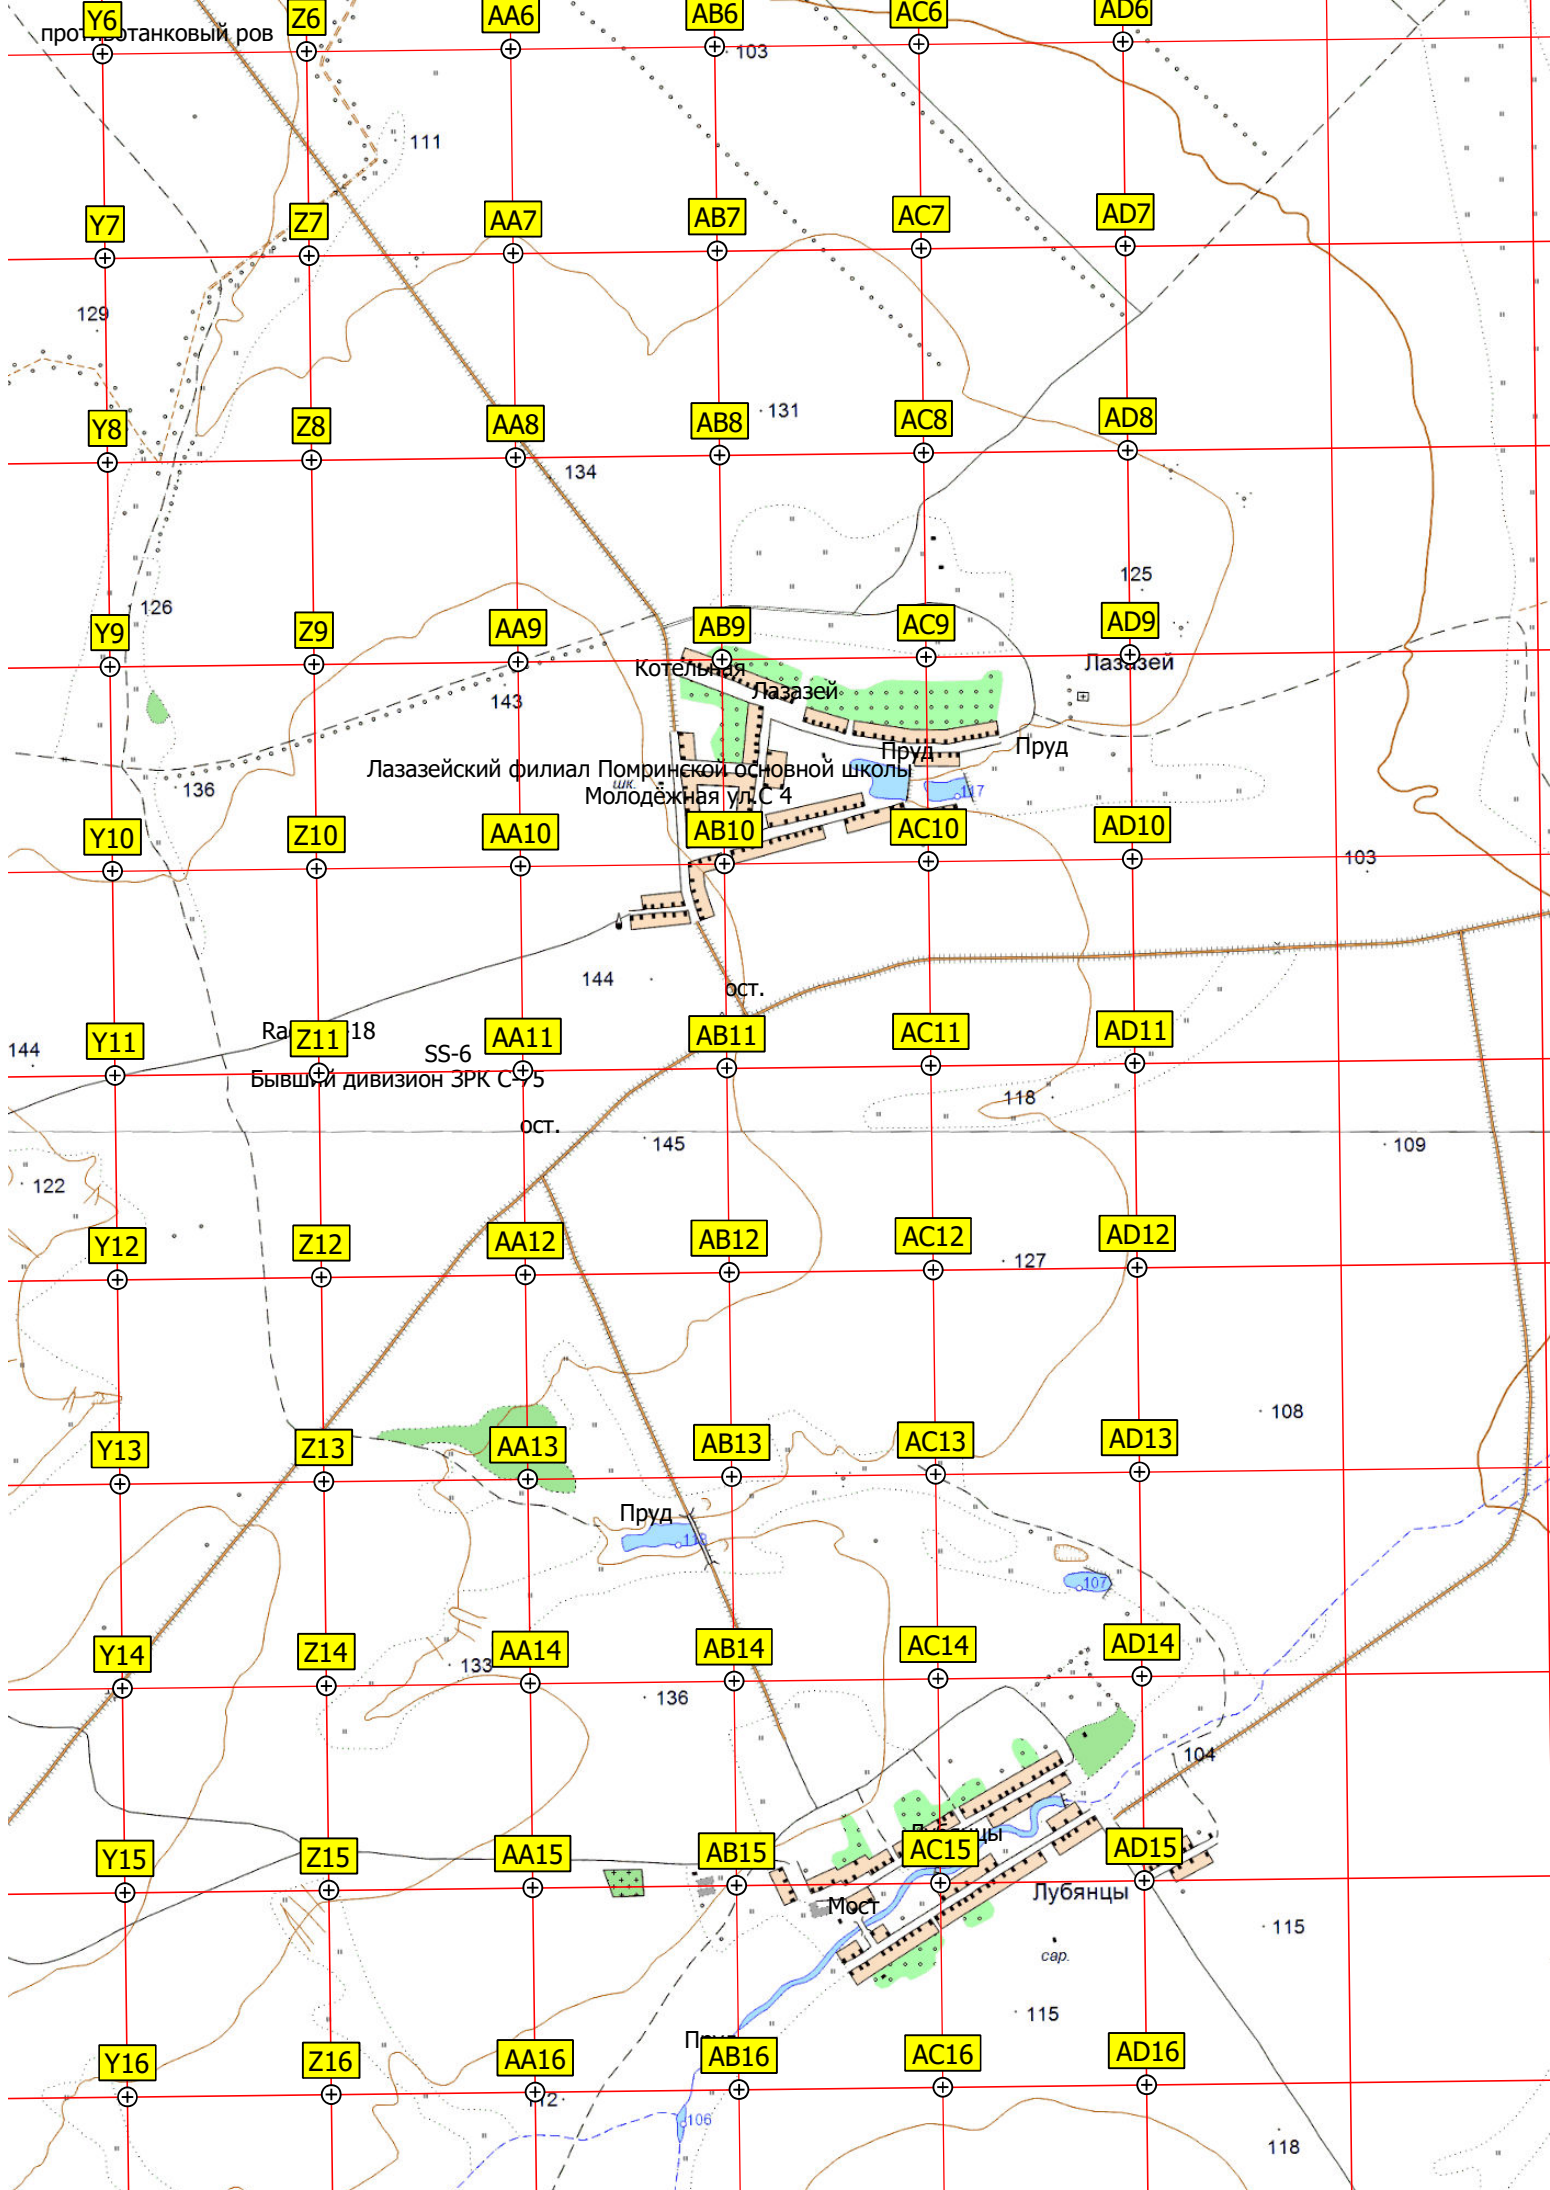 Y6 Z6 AA6 AB6 AC6 AD6
противотанковый ров
103
111
Y7 Z7 AA7 AB7 AC7 AD7
129
131
Y8 Z8 AA8 AB8 AC8 AD8
134
125
126
Y9 Z9 AA9 AB9 AC9 AD9
Котельная
Лазазей
Лазазей
143
Пруд
Пруд
Лазазейский филиал Помринской основной школы
шк.
136
Молодёжная ул.С 4
117
Y10 Z10 AA10 AB10 AC10 AD10
103
144
ост.
18
Y11 Z11 AA11 AB11 AC11 AD11
144
SS-6
Бывший дивизион ЗРК С-75
118
ост.
145
109
122
Y12 Z12 AA12 AB12 AC12 AD12
127
108
Y13 Z13 AA13 AB13 AC13 AD13
Пруд
113
107
Y14 Z14 AA14 AB14 AC14 AD14
133
136
104
Лубянцы
Y15 Z15 AA15 AB15 AC15 AD15
Лубянцы
Мост
115
сар.
115
Пруд
Y16 Z16 AA16 AB16 AC16 AD16
112
106
118